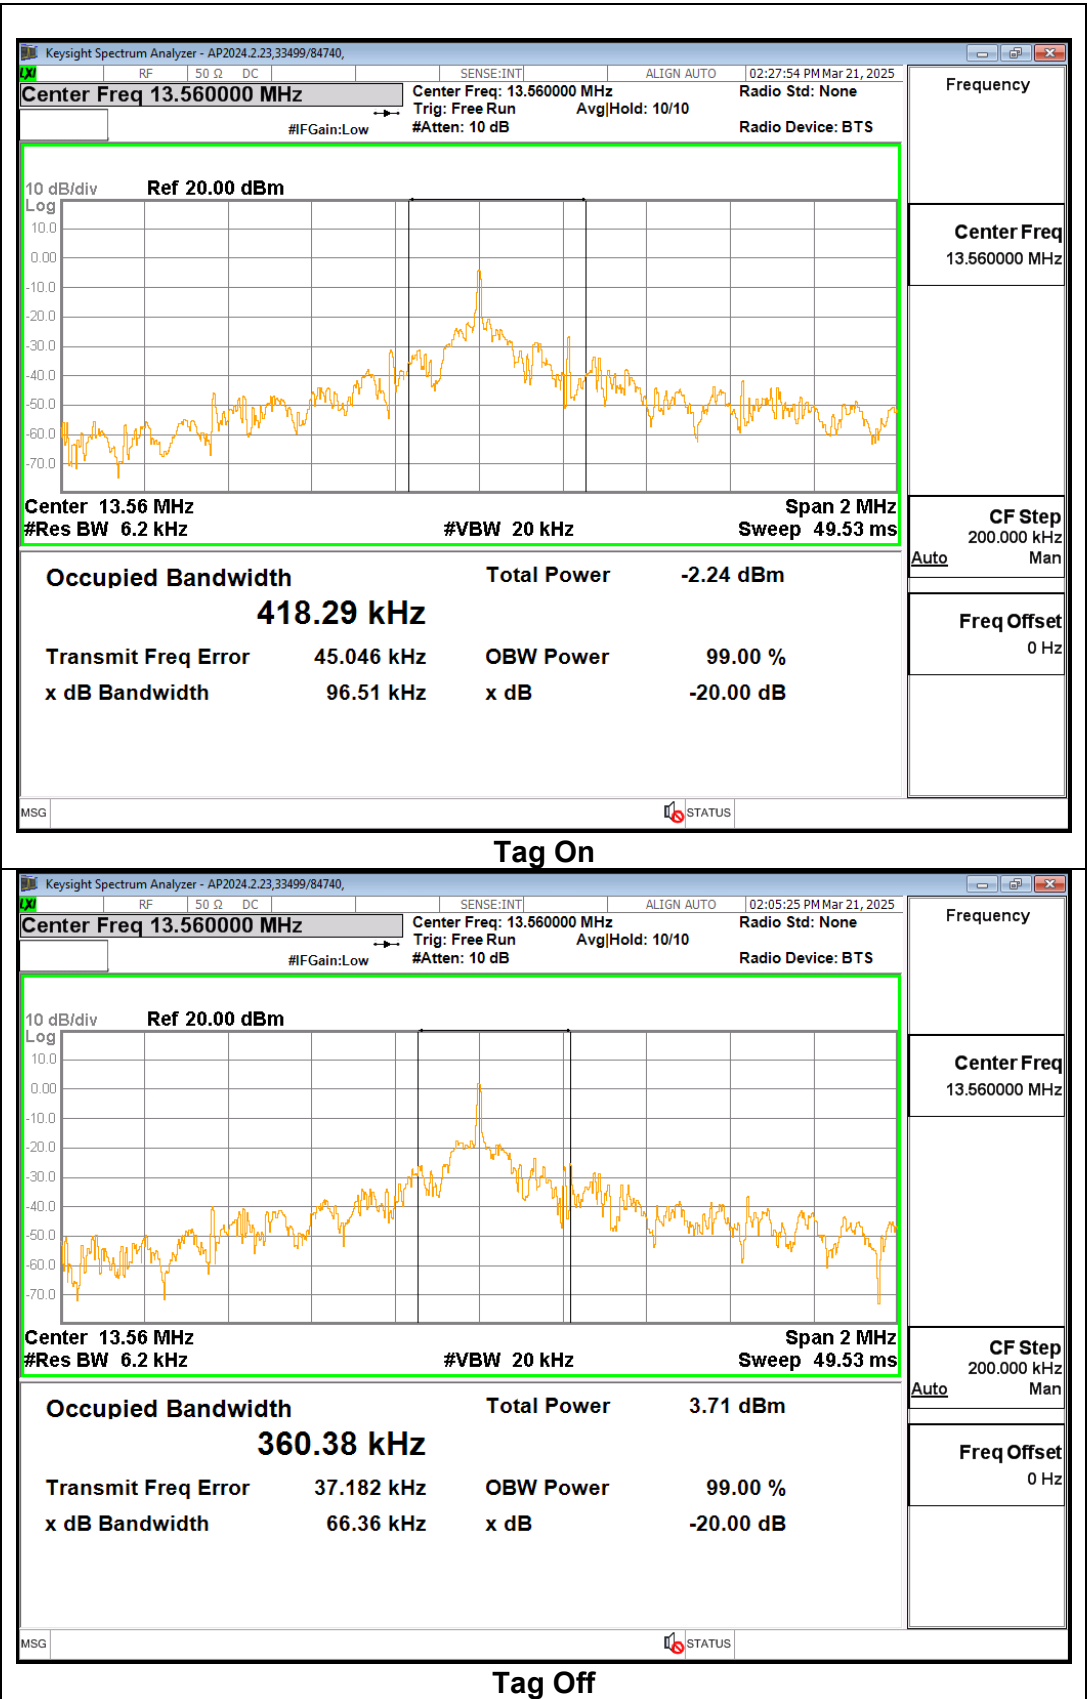 Keysight Spectrum Analyzer - AP2024.2.23,33499/84740,
LXI RF 50 Ω DC SENSE:INT ALIGN AUTO 02:27:54 PM Mar 21, 2025
Center Freq 13.560000 MHz Center Freq: 13.560000 MHz Radio Std: None Frequency
Trig: Free Run Avg|Hold: 10/10
#IFGain:Low #Atten: 10 dB Radio Device: BTS
10 dB/div Ref 20.00 dBm
Log
10.0
0.00
-10.0
-20.0
-30.0
-40.0
-50.0
-60.0
-70.0
Center Freq
13.560000 MHz
Center 13.56 MHz Span 2 MHz
#Res BW 6.2 kHz #VBW 20 kHz Sweep 49.53 ms
CF Step
200.000 kHz
Auto Man
Occupied Bandwidth Total Power -2.24 dBm
418.29 kHz
Freq Offset
0 Hz
Transmit Freq Error 45.046 kHz OBW Power 99.00 %
x dB Bandwidth 96.51 kHz x dB -20.00 dB
MSG STATUS
Tag On
Keysight Spectrum Analyzer - AP2024.2.23,33499/84740,
LXI RF 50 Ω DC SENSE:INT ALIGN AUTO 02:05:25 PM Mar 21, 2025
Center Freq 13.560000 MHz Center Freq: 13.560000 MHz Radio Std: None Frequency
Trig: Free Run Avg|Hold: 10/10
#IFGain:Low #Atten: 10 dB Radio Device: BTS
10 dB/div Ref 20.00 dBm
Log
10.0
0.00
-10.0
-20.0
-30.0
-40.0
-50.0
-60.0
-70.0
Center Freq
13.560000 MHz
Center 13.56 MHz Span 2 MHz
#Res BW 6.2 kHz #VBW 20 kHz Sweep 49.53 ms
CF Step
200.000 kHz
Auto Man
Occupied Bandwidth Total Power 3.71 dBm
360.38 kHz
Freq Offset
0 Hz
Transmit Freq Error 37.182 kHz OBW Power 99.00 %
x dB Bandwidth 66.36 kHz x dB -20.00 dB
MSG STATUS
Tag Off